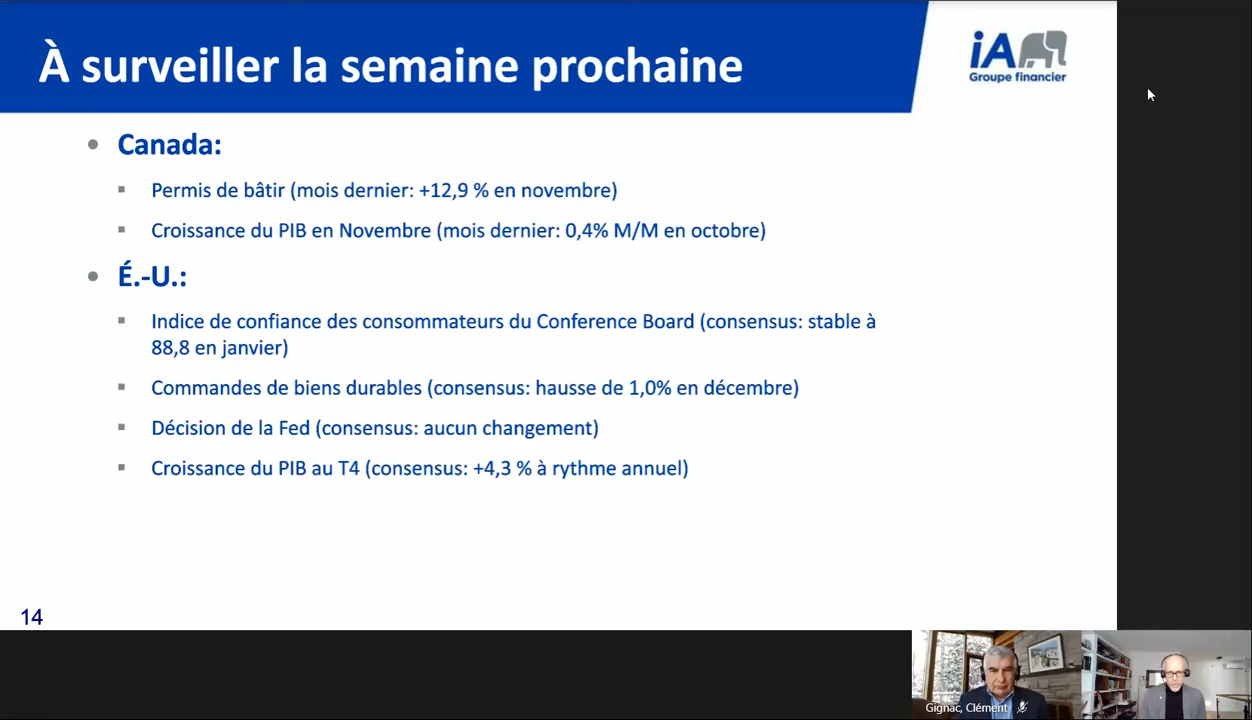 À surveiller la semaine prochaine
iA
Groupe financier
Canada:
Permis de bâtir (mois dernier: +12,9 % en novembre)
Croissance du PIB en Novembre (mois dernier: 0,4% M/M en octobre)
É.-U.:
Indice de confiance des consommateurs du Conference Board (consensus: stable à
88,8 en janvier)
Commandes de biens durables (consensus: hausse de 1,0% en décembre)
Décision de la Fed (consensus: aucun changement)
Croissance du PIB au T4 (consensus: +4,3 % à rythme annuel)
14
Gignac, Clément